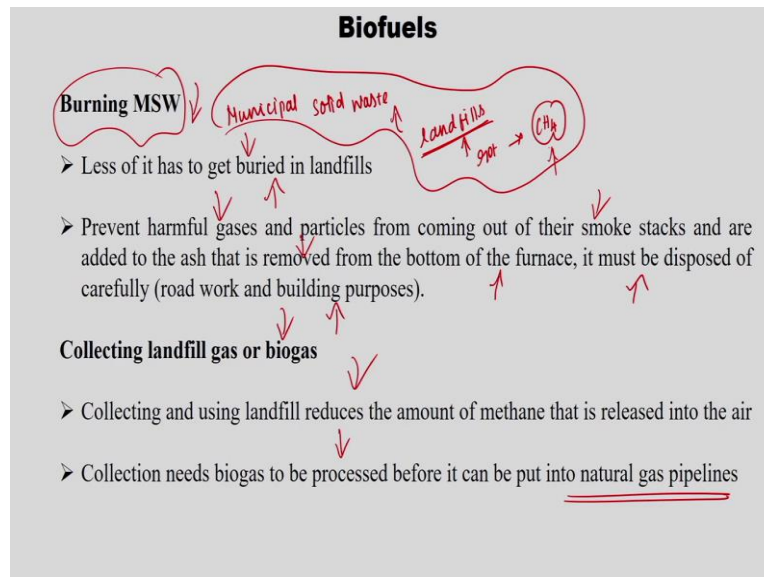 Biofuels
Burning MSW
Municipal solid waste
landfills
CH4
➤ Less of it has to get buried in landfills
➤ Prevent harmful gases and particles from coming out of their smoke stacks and are
added to the ash that is removed from the bottom of the furnace, it must be disposed of
carefully (road work and building purposes).
Collecting landfill gas or biogas
➤ Collecting and using landfill reduces the amount of methane that is released into the air
➤ Collection needs biogas to be processed before it can be put into natural gas pipelines